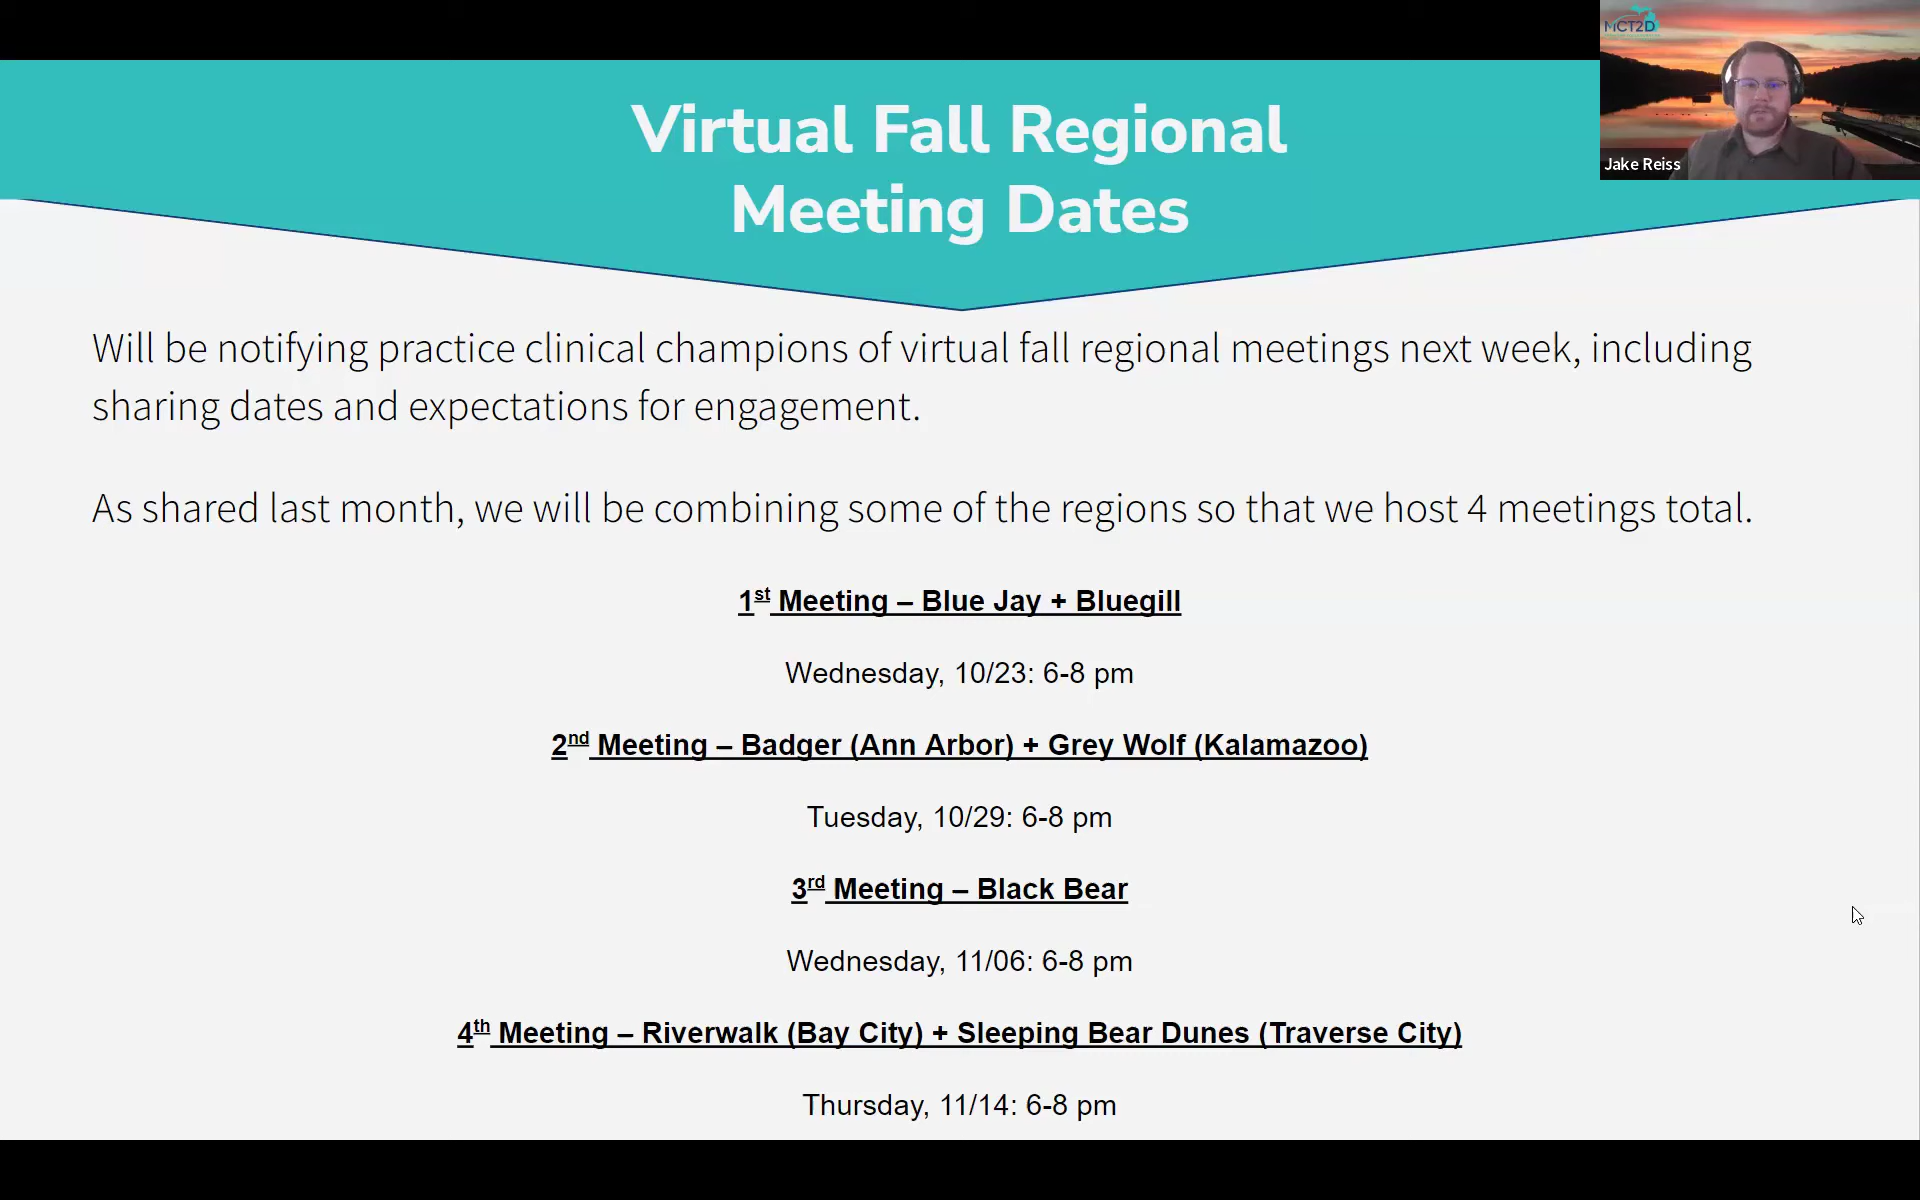 MCT2D
Jake Reiss
Virtual Fall Regional
Meeting Dates
Will be notifying practice clinical champions of virtual fall regional meetings next week, including
sharing dates and expectations for engagement.
As shared last month, we will be combining some of the regions so that we host 4 meetings total.
1st Meeting – Blue Jay + Bluegill
Wednesday, 10/23: 6-8 pm
2nd Meeting – Badger (Ann Arbor) + Grey Wolf (Kalamazoo)
Tuesday, 10/29: 6-8 pm
3rd Meeting – Black Bear
Wednesday, 11/06: 6-8 pm
4th Meeting – Riverwalk (Bay City) + Sleeping Bear Dunes (Traverse City)
Thursday, 11/14: 6-8 pm